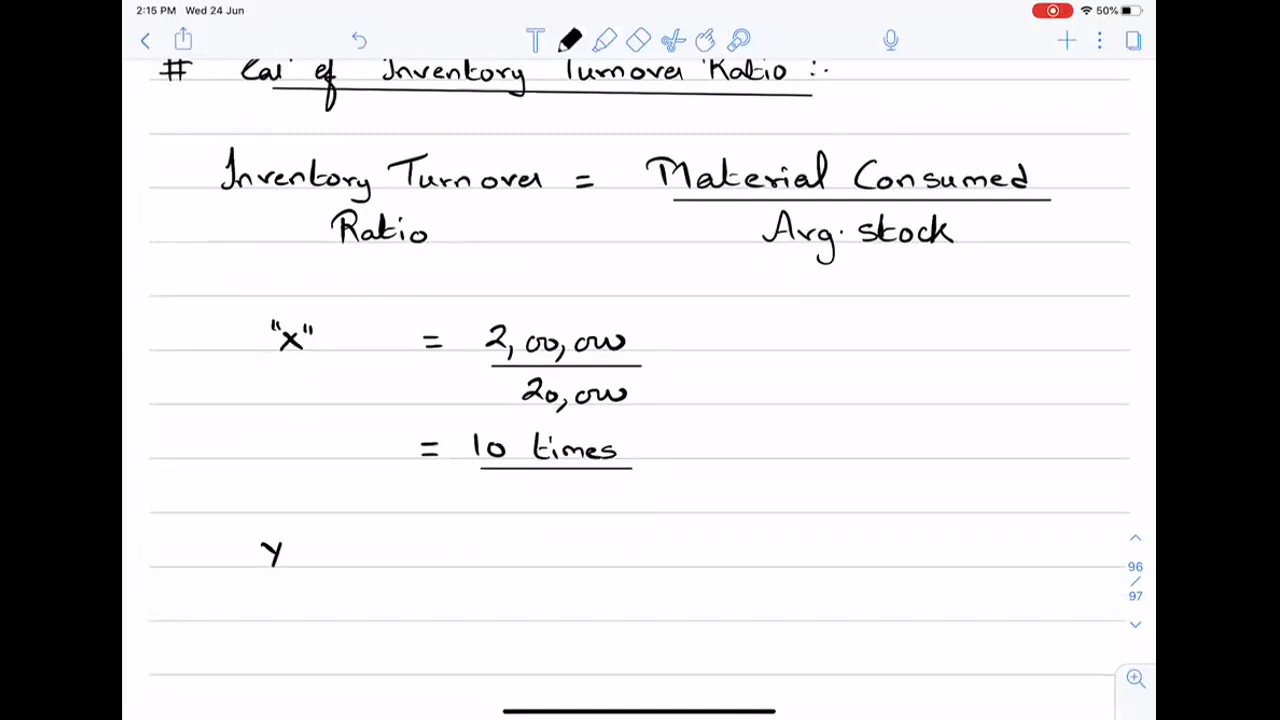 2:15 PM Wed 24 Jun 50%
# Cal of Inventory Turnover Ratio :-
Inventory Turnover = Material Consumed
Ratio Avg. stock
"X" = 2,00,000
20,000
= 10 times
Y
96
/
97